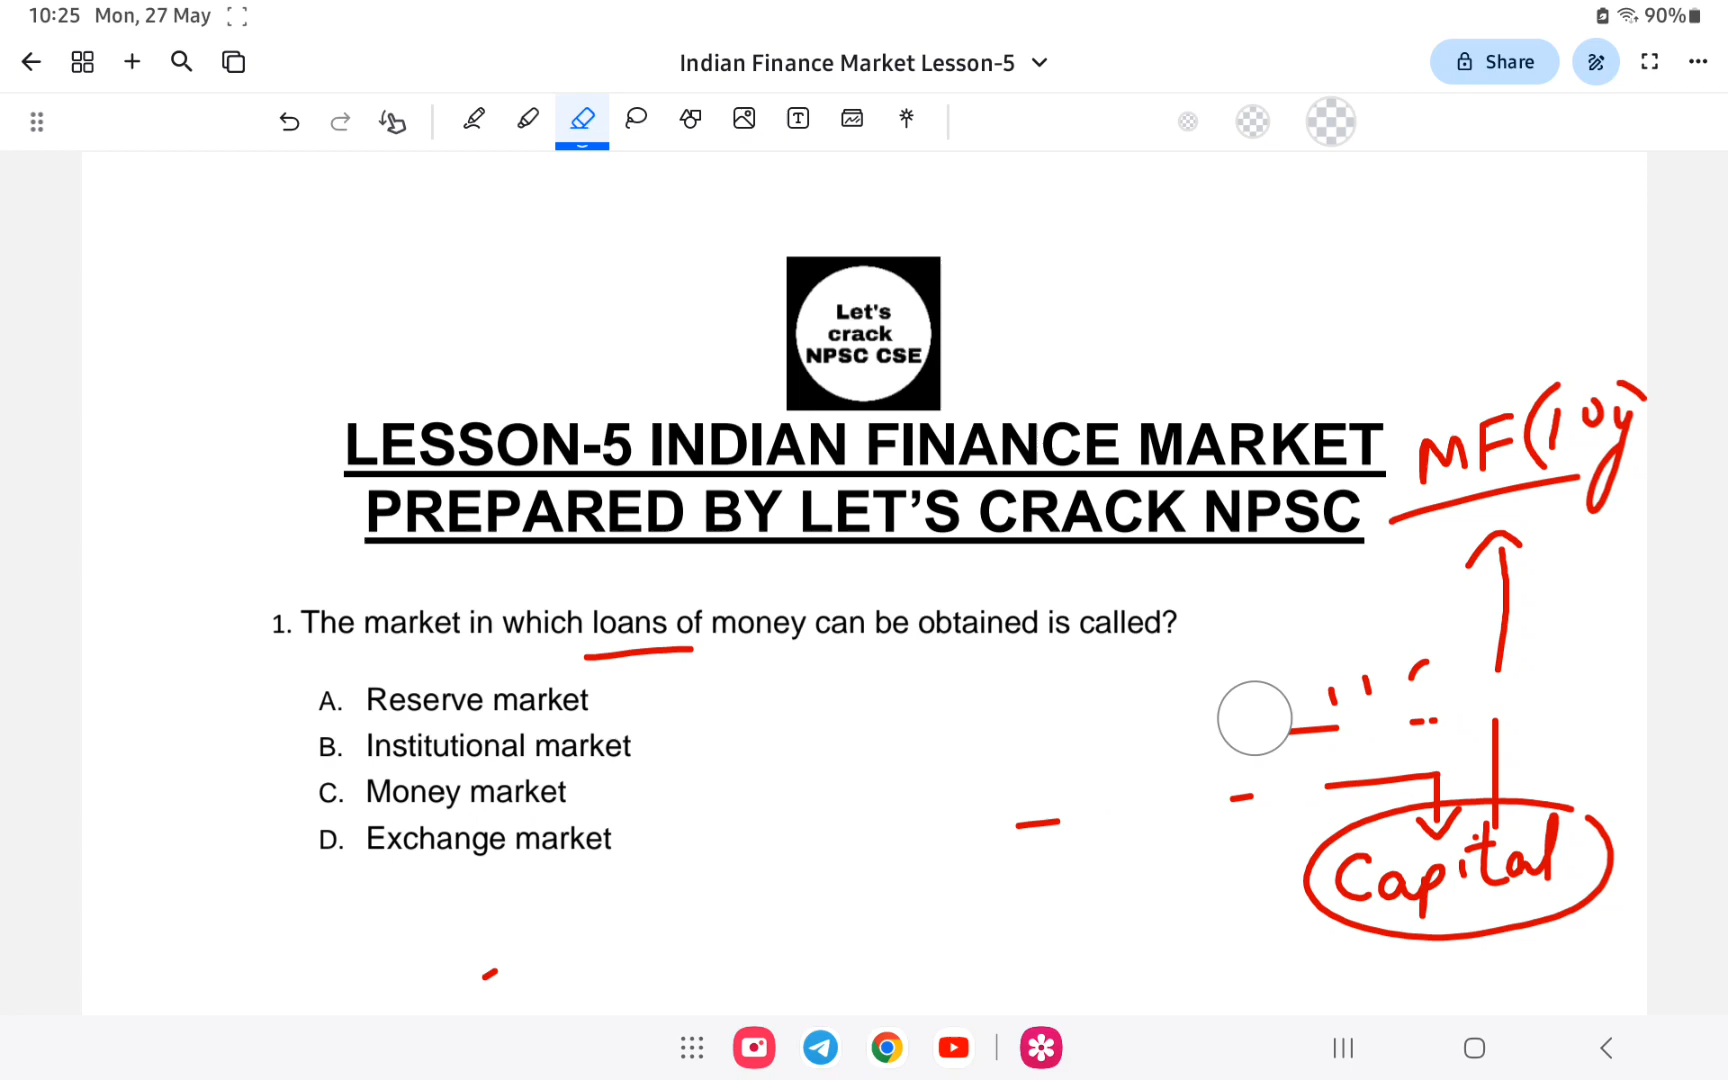 10:25 Mon, 27 May
90%
Indian Finance Market Lesson-5
Share
Let's
crack
NPSC CSE
LESSON-5 INDIAN FINANCE MARKET
PREPARED BY LET’S CRACK NPSC
MF(10y)
1. The market in which loans of money can be obtained is called?
A. Reserve market
B. Institutional market
C. Money market
D. Exchange market
Capital